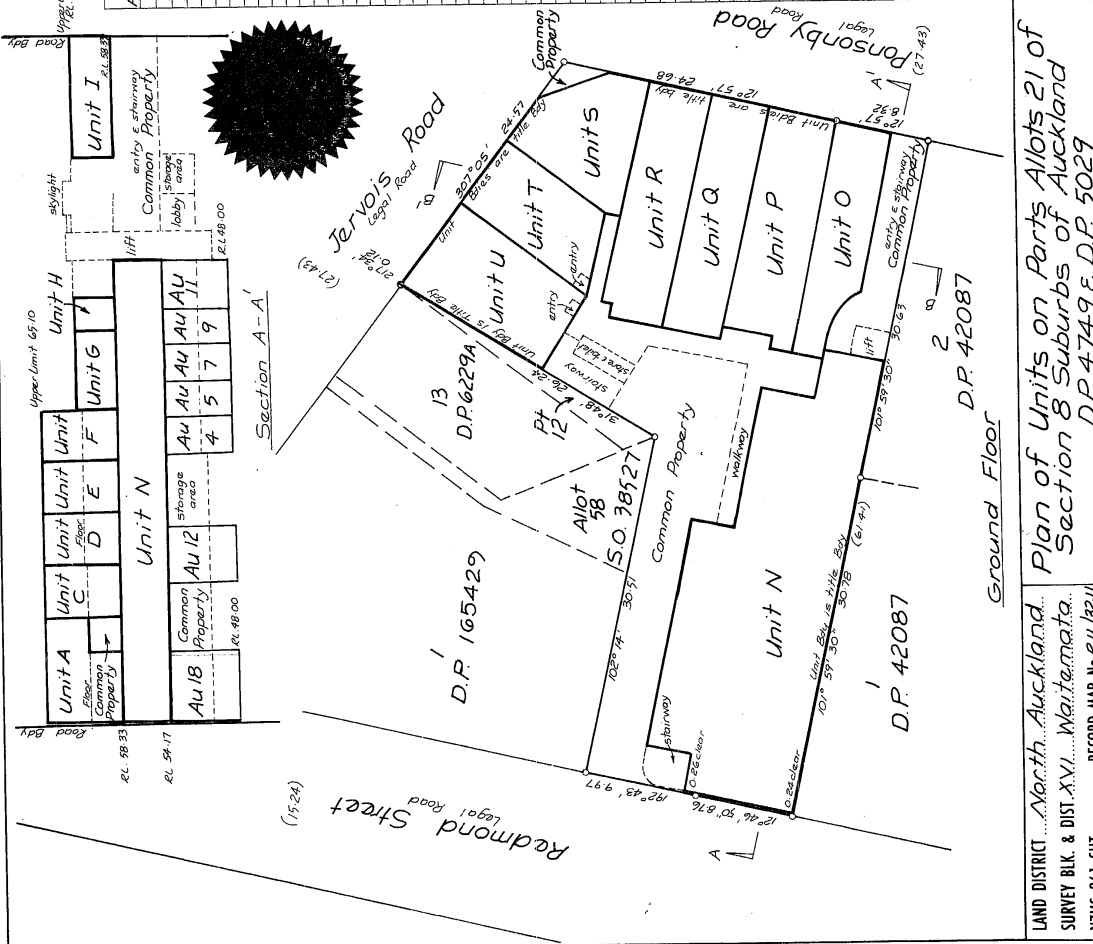 Road Bdy
Unit A
Floor
Common
Property
Unit
C
Unit
Floor
D
Unit
E
Unit
F
Upper Limit 65·10
Unit G
Unit H
skylight
Unit I
R.L. 58·33
Road Bdy
entry & stairway
Common Property
storage
area
lobby
lift
R.L. 58·33
R.L. 54·17
Unit N
Au 18
Common
Property
Au 12
storage
area
Au
4
Au
5
Au
7
Au
9
Au
11
R.L. 48·00
R.L. 48·00
Section A-A'
Jervois Road
Legal Road
(27·43)
217°34'
0·12
307°05' 24·57
Unit Bdies are title Bdy
B'
Common
Property
Ponsonby Road
Legal Road
(27·43)
12°57' 24·68
Unit Bdies are title bdy
12°57'
8·32
A'
Unit U
Unit T
Unit S
Unit R
Unit Q
Unit P
Unit O
entry
entry
entry & stairway
Common Property
Unit Bdy is Title Bdy
31°48' 26·24
stairway
lift
B
30·63
101°59'30"
2
D.P. 42087
13
D.P. 6229A
Pt
12
Allot
58
S.O. 38527
1
D.P. 165429
102°14' 30·51
Common Property
walkway
Unit N
Unit Bdy is title Bdy
101°59'30" 30·78
(61·41)
1
D.P. 42087
stairway
0·26 clear
0·24 clear
192°43' 9·97
12°46'50" 8·76
A
Redmond Street
Legal Road
(15·24)
Ground Floor
LAND DISTRICT North Auckland
SURVEY BLK. & DIST. XVI Waitemata
Plan of Units on Parts Allots 21 of
Section 8 Suburbs of Auckland
D.P. 4749 & D.P. 5029